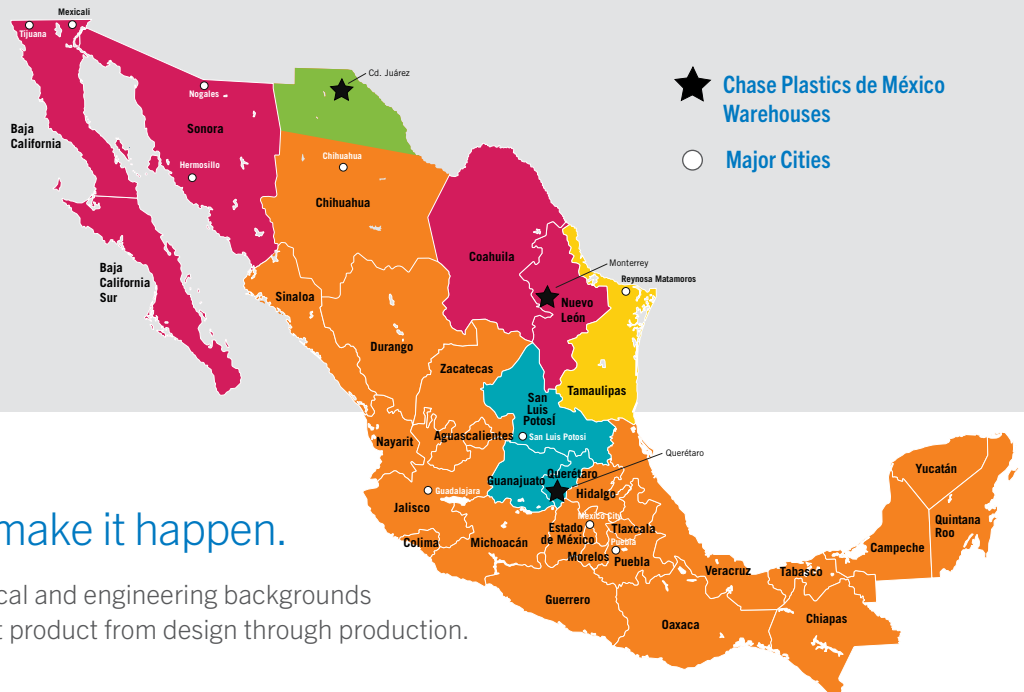 Mexicali
Tijuana
Cd. Juárez
Nogales
Baja
California
Sonora
Hermosillo
Chihuahua
Chihuahua
Chase Plastics de México
Warehouses
Major Cities
Baja
California
Sur
Sinaloa
Coahuila
Monterrey
Reynosa Matamoros
Nuevo
León
Durango
Zacatecas
Tamaulipas
San
Luis
PotosÍ
San Luis Potosí
Nayarit
Aguascalientes
Querétaro
Guanajuato
Querétaro
Guadalajara
Jalisco
Hidalgo
Mexico City
Colima
Michoacán
Estado
de México
Tlaxcala
Puebla
Morelos
Puebla
Yucatán
Quintana
Roo
Campeche
Veracruz
Tabasco
Guerrero
Oaxaca
Chiapas
make it happen.
cal and engineering backgrounds
t product from design through production.